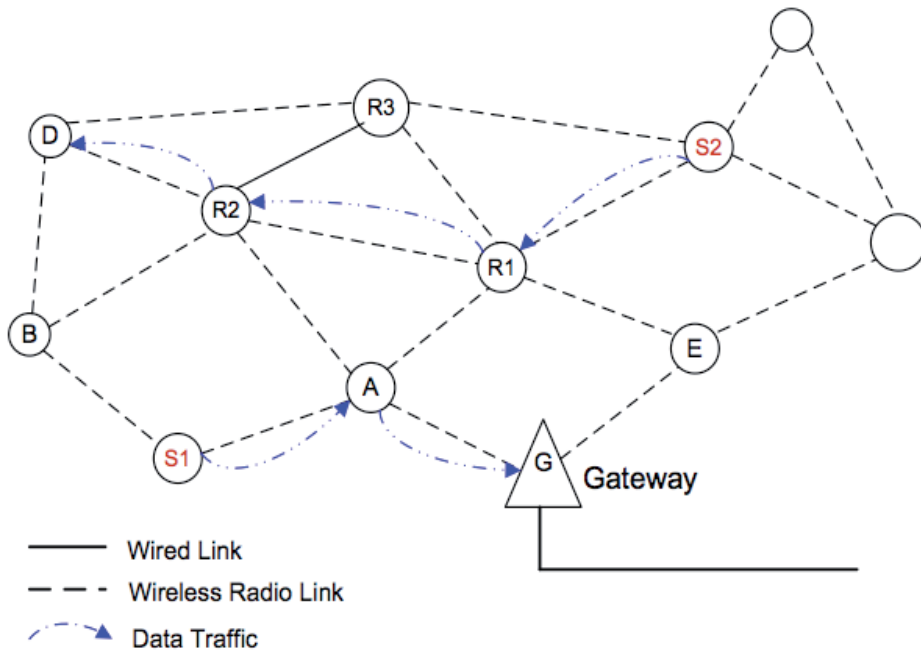 R3
D
S2
R2
R1
B
E
A
G
Gateway
S1
Wired Link
Wireless Radio Link
Data Traffic